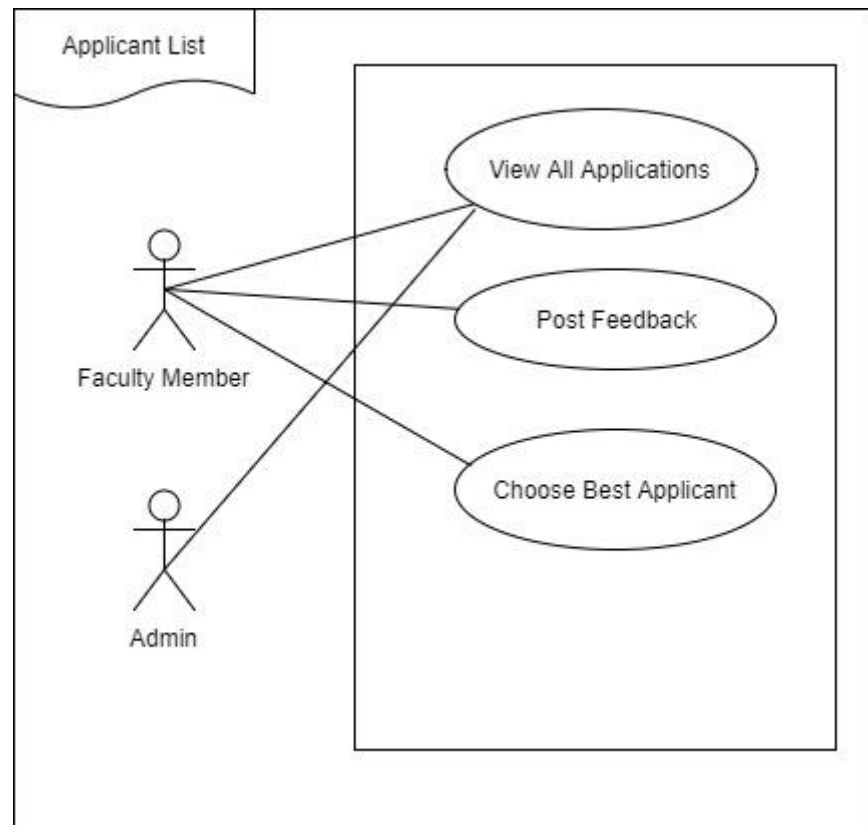 Applicant List
View All Applications
Post Feedback
Faculty Member
Choose Best Applicant
Admin